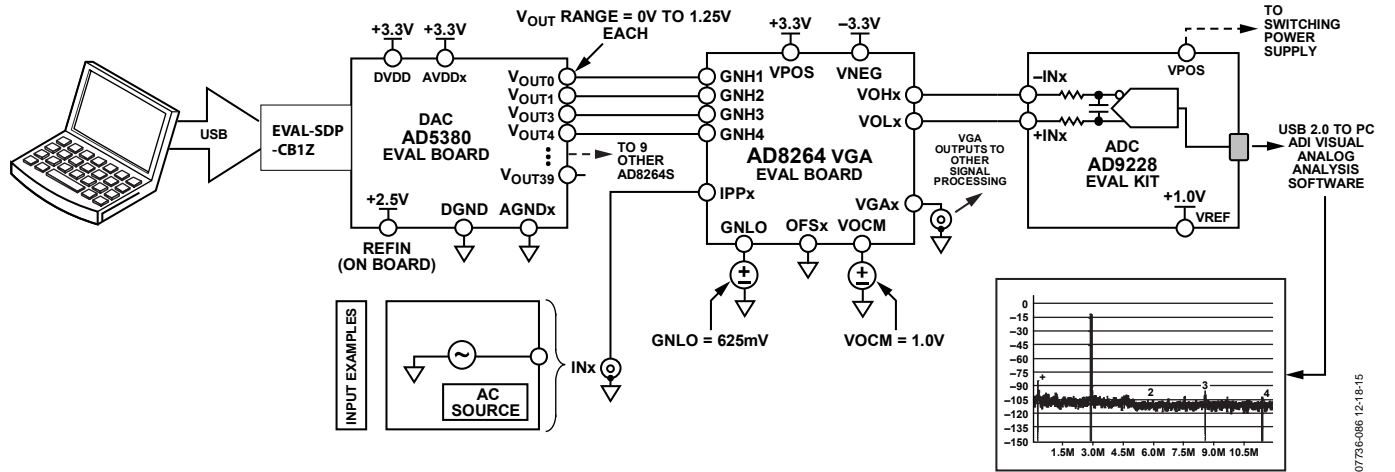 USB
EVAL-SDP
-CB1Z
+3.3V
+3.3V
DVDD
AVDDx
DAC
AD5380
EVAL BOARD
VOUT0
VOUT1
VOUT3
VOUT4
VOUT39
+2.5V
DGND
AGNDx
REFIN
(ON BOARD)
VOUT RANGE = 0V TO 1.25V
EACH
TO 9
OTHER
AD8264S
+3.3V
–3.3V
VPOS
VNEG
GNH1
GNH2
GNH3
GNH4
VOHx
VOLx
AD8264 VGA
EVAL BOARD
IPPx
VGAx
GNLO
OFSx
VOCM
GNLO = 625mV
VOCM = 1.0V
VGA
OUTPUTS TO
OTHER
SIGNAL
PROCESSING
TO
SWITCHING
POWER
SUPPLY
VPOS
–INx
+INx
ADC
AD9228
EVAL KIT
+1.0V
VREF
USB 2.0 TO PC
ADI VISUAL
ANALOG
ANALYSIS
SOFTWARE
INPUT EXAMPLES
AC
SOURCE
INx
0
–15
–30
–45
–60
–75
–90
–105
–120
–135
–150
+
2
3
4
1.5M 3.0M 4.5M 6.0M 7.5M 9.0M 10.5M
07736-086 12-18-15